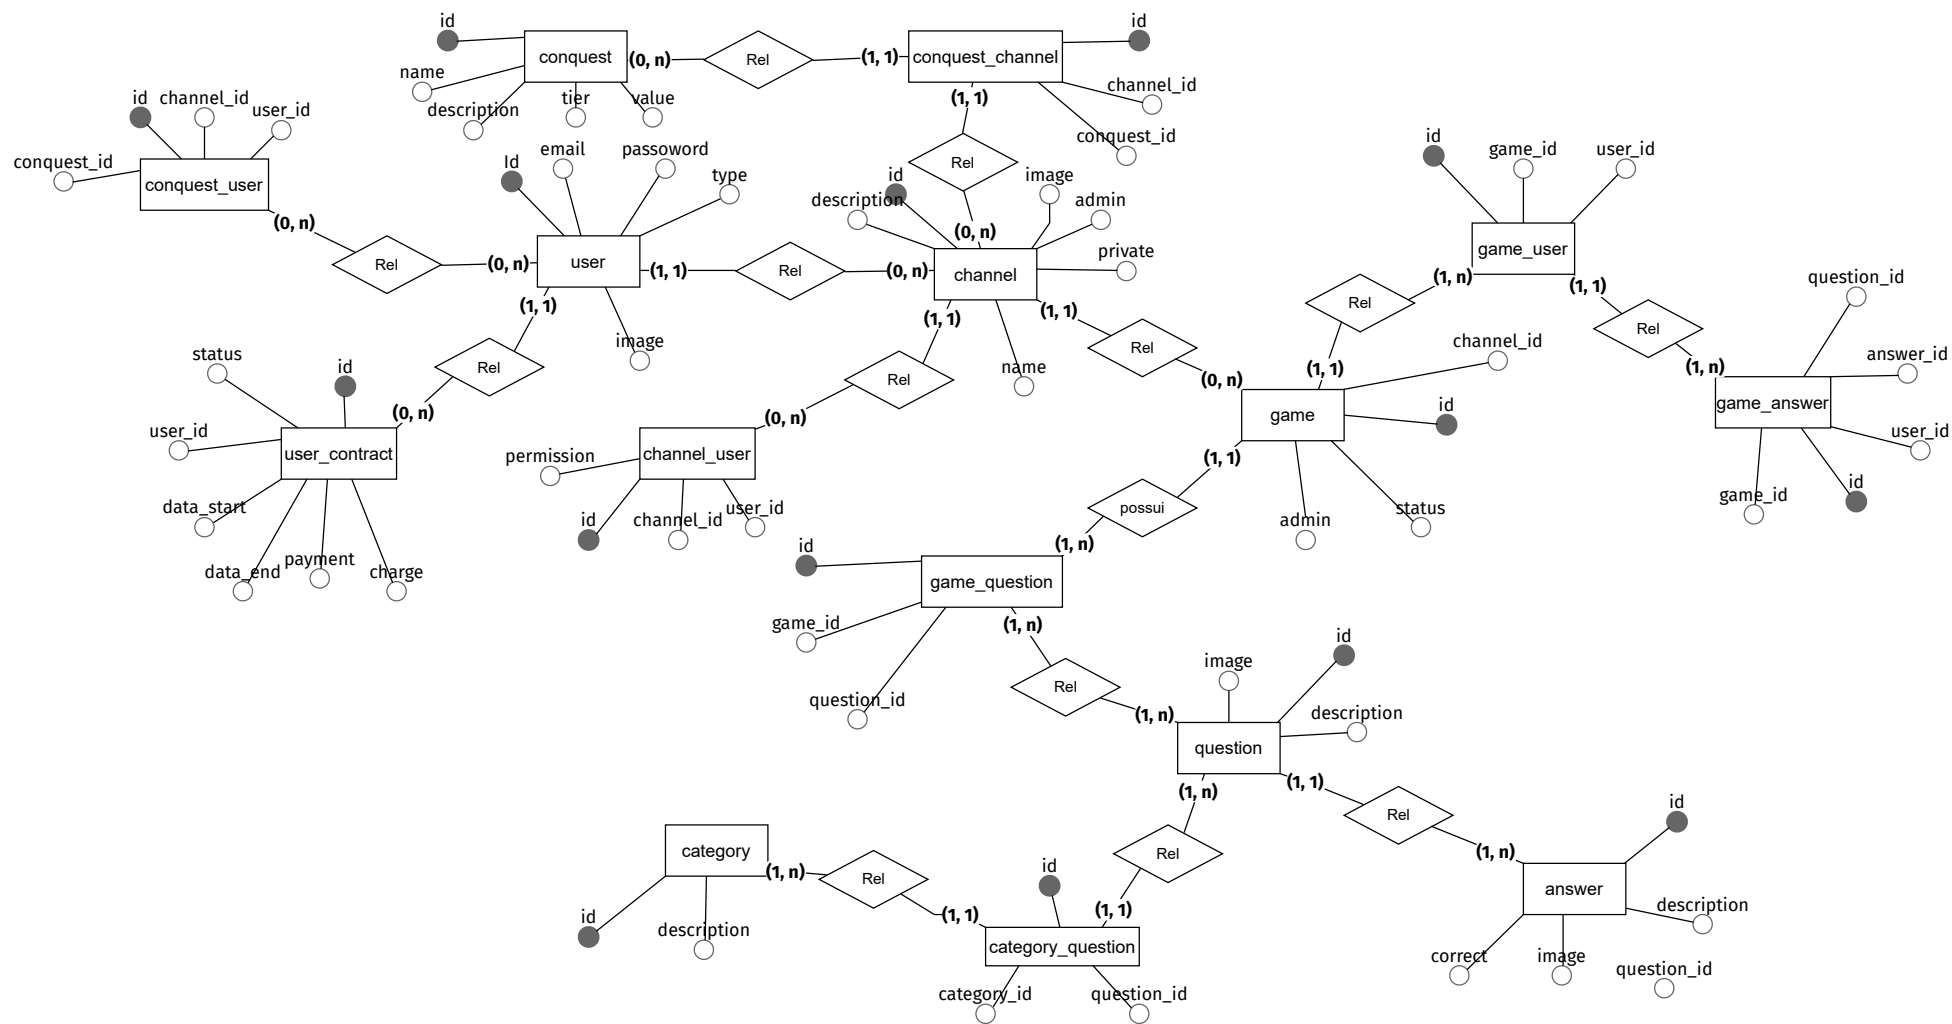 id
id
conquest
(0, n)
Rel
(1, 1)
conquest_channel
name
description
tier
value
channel_id
conquest_id
(1, 1)
id
channel_id
user_id
conquest_id
conquest_user
(0, n)
Rel
(0, n)
Id
email
passoword
type
user
(1, 1)
Rel
(0, n)
image
(1, 1)
Rel
id
image
description
admin
(0, n)
private
channel
name
(1, 1)
(1, 1)
Rel
(0, n)
Rel
(0, n)
Rel
(0, n)
status
id
user_id
user_contract
data_start
data_end
payment
charge
permission
channel_user
id
channel_id
user_id
id
game_id
user_id
game_user
(1, n)
Rel
(1, 1)
(1, 1)
Rel
(1, n)
question_id
answer_id
game_answer
user_id
game_id
id
channel_id
game
id
admin
status
(1, 1)
possui
(1, n)
id
game_question
game_id
question_id
(1, n)
Rel
(1, n)
image
id
description
question
(1, n)
(1, 1)
Rel
(1, n)
Rel
(1, 1)
category
(1, n)
Rel
(1, 1)
id
description
id
category_question
category_id
question_id
id
answer
description
correct
image
question_id